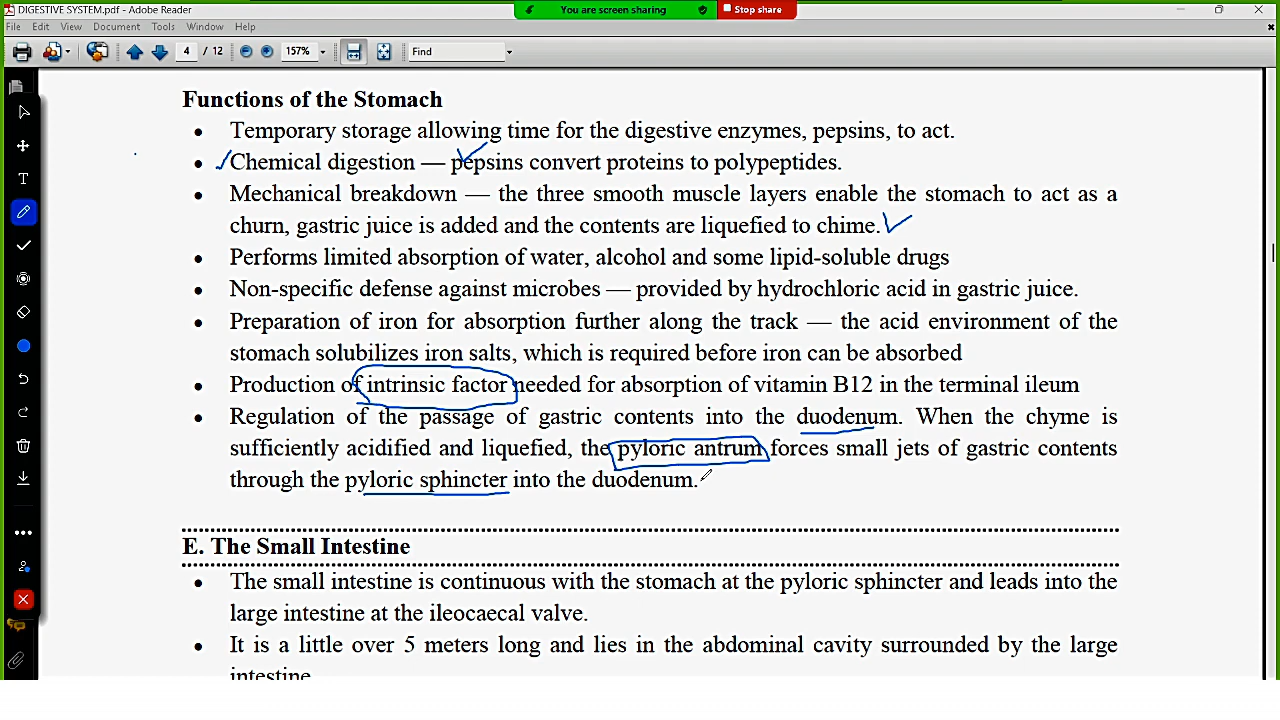 DIGESTIVE SYSTEM.pdf - Adobe Reader
You are screen sharing
Stop share
File Edit View Document Tools Window Help
4 / 12
157%
Find
Functions of the Stomach
• Temporary storage allowing time for the digestive enzymes, pepsins, to act.
• Chemical digestion — pepsins convert proteins to polypeptides.
• Mechanical breakdown — the three smooth muscle layers enable the stomach to act as a
churn, gastric juice is added and the contents are liquefied to chime.
• Performs limited absorption of water, alcohol and some lipid-soluble drugs
• Non-specific defense against microbes — provided by hydrochloric acid in gastric juice.
• Preparation of iron for absorption further along the track — the acid environment of the
stomach solubilizes iron salts, which is required before iron can be absorbed
• Production of intrinsic factor needed for absorption of vitamin B12 in the terminal ileum
• Regulation of the passage of gastric contents into the duodenum. When the chyme is
sufficiently acidified and liquefied, the pyloric antrum forces small jets of gastric contents
through the pyloric sphincter into the duodenum.
E. The Small Intestine
• The small intestine is continuous with the stomach at the pyloric sphincter and leads into the
large intestine at the ileocaecal valve.
• It is a little over 5 meters long and lies in the abdominal cavity surrounded by the large
intestine